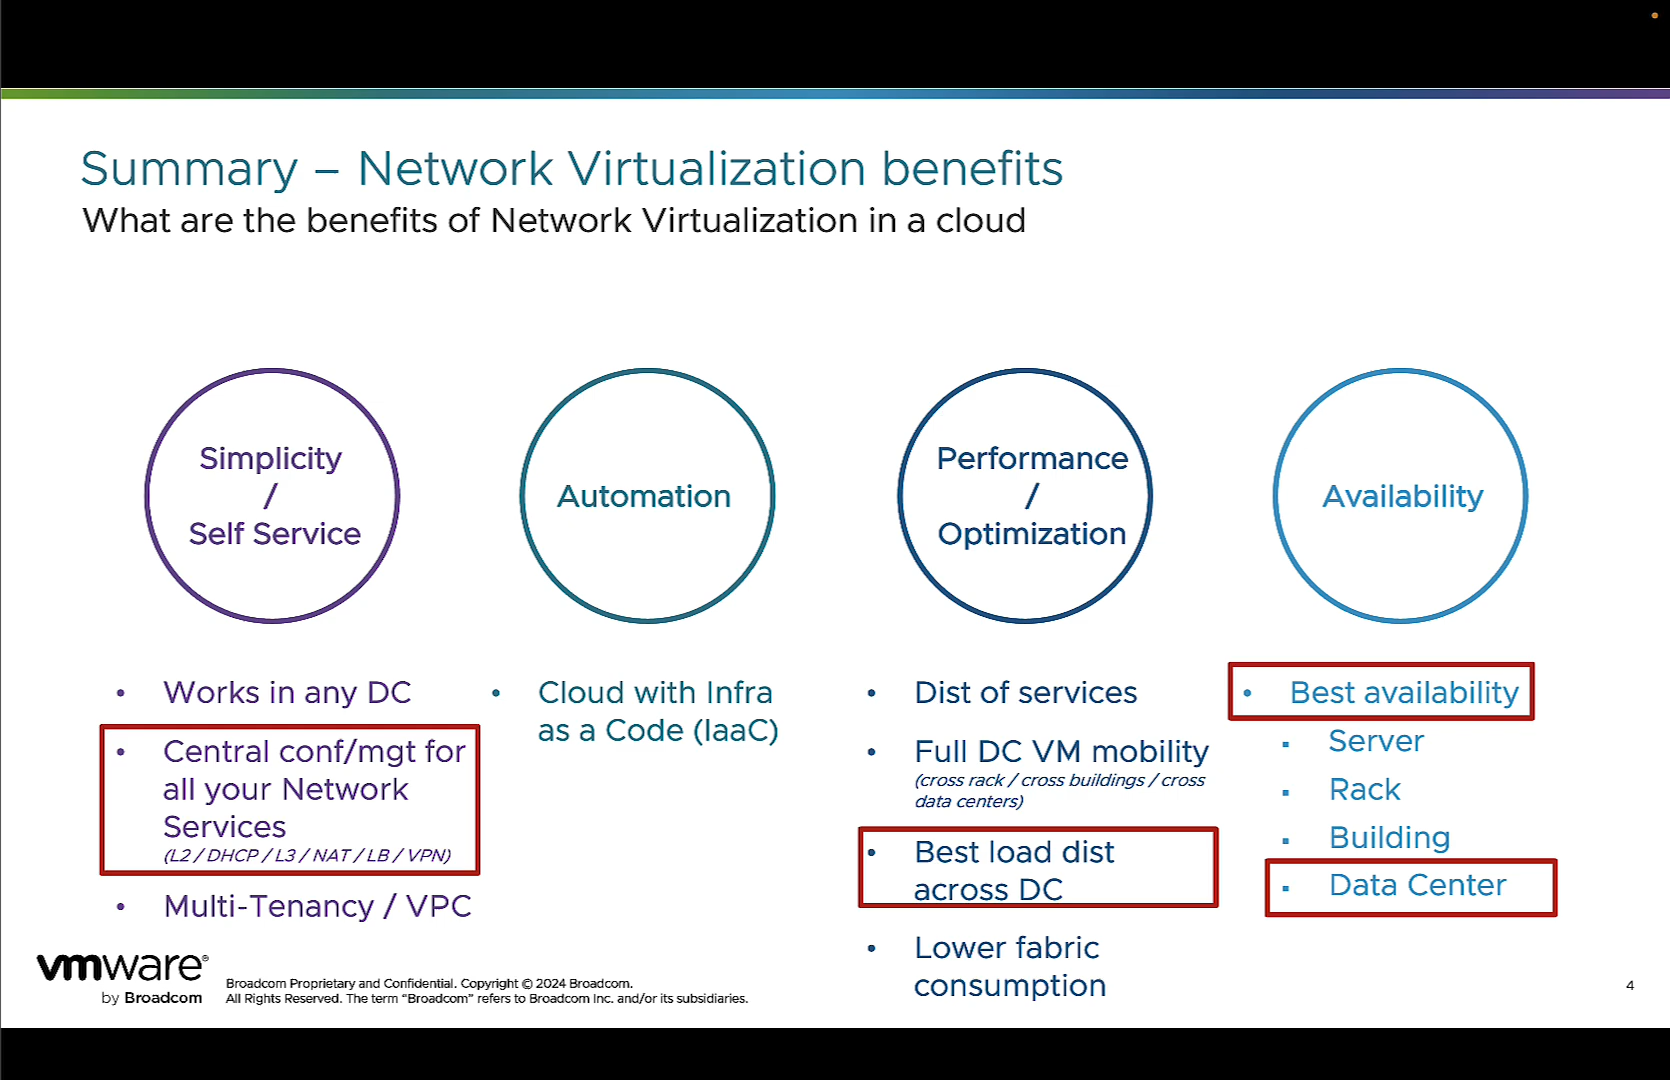 Summary – Network Virtualization benefits
What are the benefits of Network Virtualization in a cloud
Simplicity
/
Self Service
Automation
Performance
/
Optimization
Availability
• Works in any DC
• Central conf/mgt for
all your Network
Services
(L2 / DHCP / L3 / NAT / LB / VPN)
• Multi-Tenancy / VPC
• Cloud with Infra
as a Code (IaaC)
• Dist of services
• Full DC VM mobility
(cross rack / cross buildings / cross
data centers)
• Best load dist
across DC
• Lower fabric
consumption
• Best availability
▪ Server
▪ Rack
▪ Building
▪ Data Center
vmware®
by Broadcom
Broadcom Proprietary and Confidential. Copyright © 2024 Broadcom.
All Rights Reserved. The term “Broadcom” refers to Broadcom Inc. and/or its subsidiaries.
4